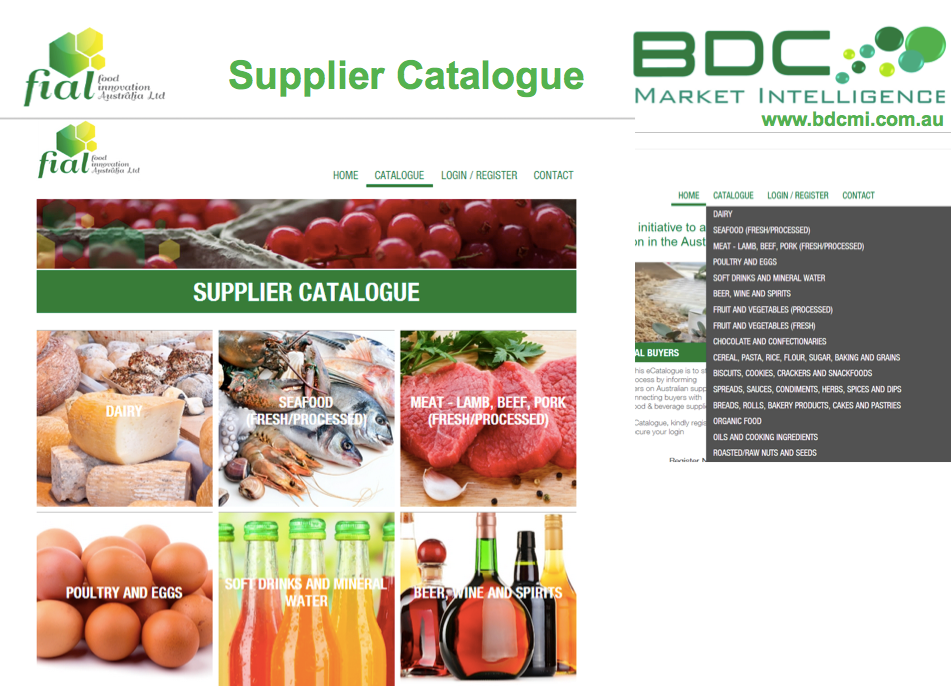 fial
food
innovation
Australia Ltd
Supplier Catalogue
BDC
MARKET INTELLIGENCE
www.bdcmi.com.au
fial
food
innovation
Australia Ltd
HOME CATALOGUE LOGIN / REGISTER CONTACT
SUPPLIER CATALOGUE
DAIRY
SEAFOOD
(FRESH/PROCESSED)
MEAT - LAMB, BEEF, PORK
(FRESH/PROCESSED)
POULTRY AND EGGS
SOFT DRINKS AND MINERAL
WATER
BEER, WINE AND SPIRITS
HOME CATALOGUE LOGIN / REGISTER CONTACT
DAIRY
SEAFOOD (FRESH/PROCESSED)
MEAT - LAMB, BEEF, PORK (FRESH/PROCESSED)
POULTRY AND EGGS
SOFT DRINKS AND MINERAL WATER
BEER, WINE AND SPIRITS
FRUIT AND VEGETABLES (PROCESSED)
FRUIT AND VEGETABLES (FRESH)
CHOCOLATE AND CONFECTIONARIES
CEREAL, PASTA, RICE, FLOUR, SUGAR, BAKING AND GRAINS
BISCUITS, COOKIES, CRACKERS AND SNACKFOODS
SPREADS, SAUCES, CONDIMENTS, HERBS, SPICES AND DIPS
BREADS, ROLLS, BAKERY PRODUCTS, CAKES AND PASTRIES
ORGANIC FOOD
OILS AND COOKING INGREDIENTS
ROASTED/RAW NUTS AND SEEDS
initiative to a
on in the Aust
AL BUYERS
his eCatalogue is to st
ocess by informing
ers on Australian supp
nnecting buyers with
ood & beverage supplie
Catalogue, kindly regis
ocure your login
Register N